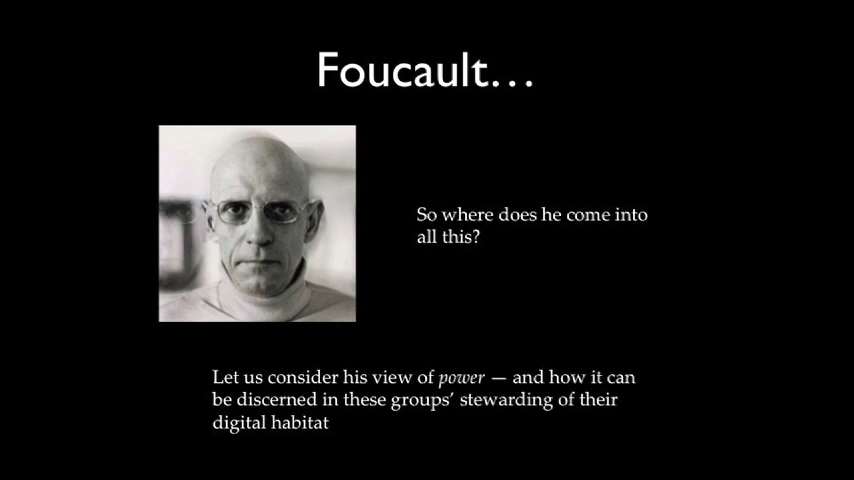 Foucault…
So where does he come into
all this?
Let us consider his view of power — and how it can
be discerned in these groups’ stewarding of their
digital habitat